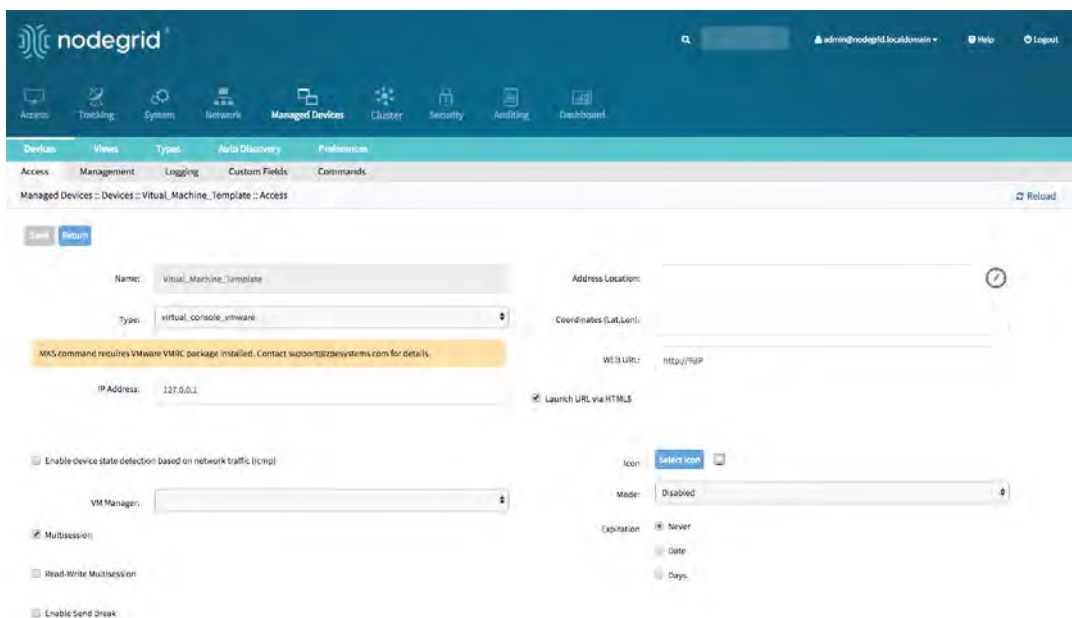 nodegrid
admin@nodegrid.localdomain
Help
Logout
Access
Tracking
System
Network
Managed Devices
Cluster
Security
Auditing
Dashboard
Devices
Views
Types
Auto Discovery
Preferences
Access
Management
Logging
Custom Fields
Commands
Managed Devices :: Devices :: Vitual_Machine_Template :: Access
Reload
Save
Return
Name:
Vitual_Machine_Template
Type:
virtual_console_vmware
MKS command requires VMware VMRC package installed. Contact support@zpesystems.com for details.
IP Address:
127.0.0.1
Enable device state detection based on network traffic (icmp)
VM Manager:
Multisession
Read-Write Multisession
Enable Send Break
Address Location:
Coordinates (Lat,Lon):
WEB URL:
http://%IP
Launch URL via HTML5
Icon
Select Icon
Mode:
Disabled
Expiration
Never
Date
Days